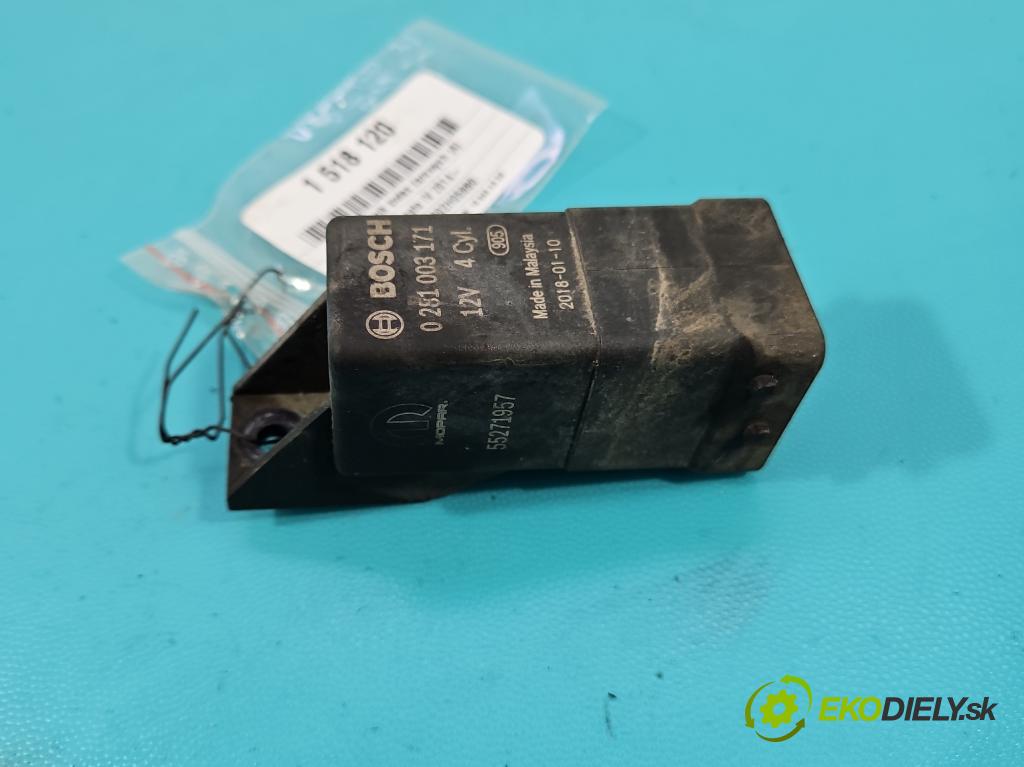 1 518 120
BOSCH
0 281 003 171
12V 4 Cyl.
905
Made in Malaysia
2018-01-10
MOPAR.
55271957
EKODIELY.sk